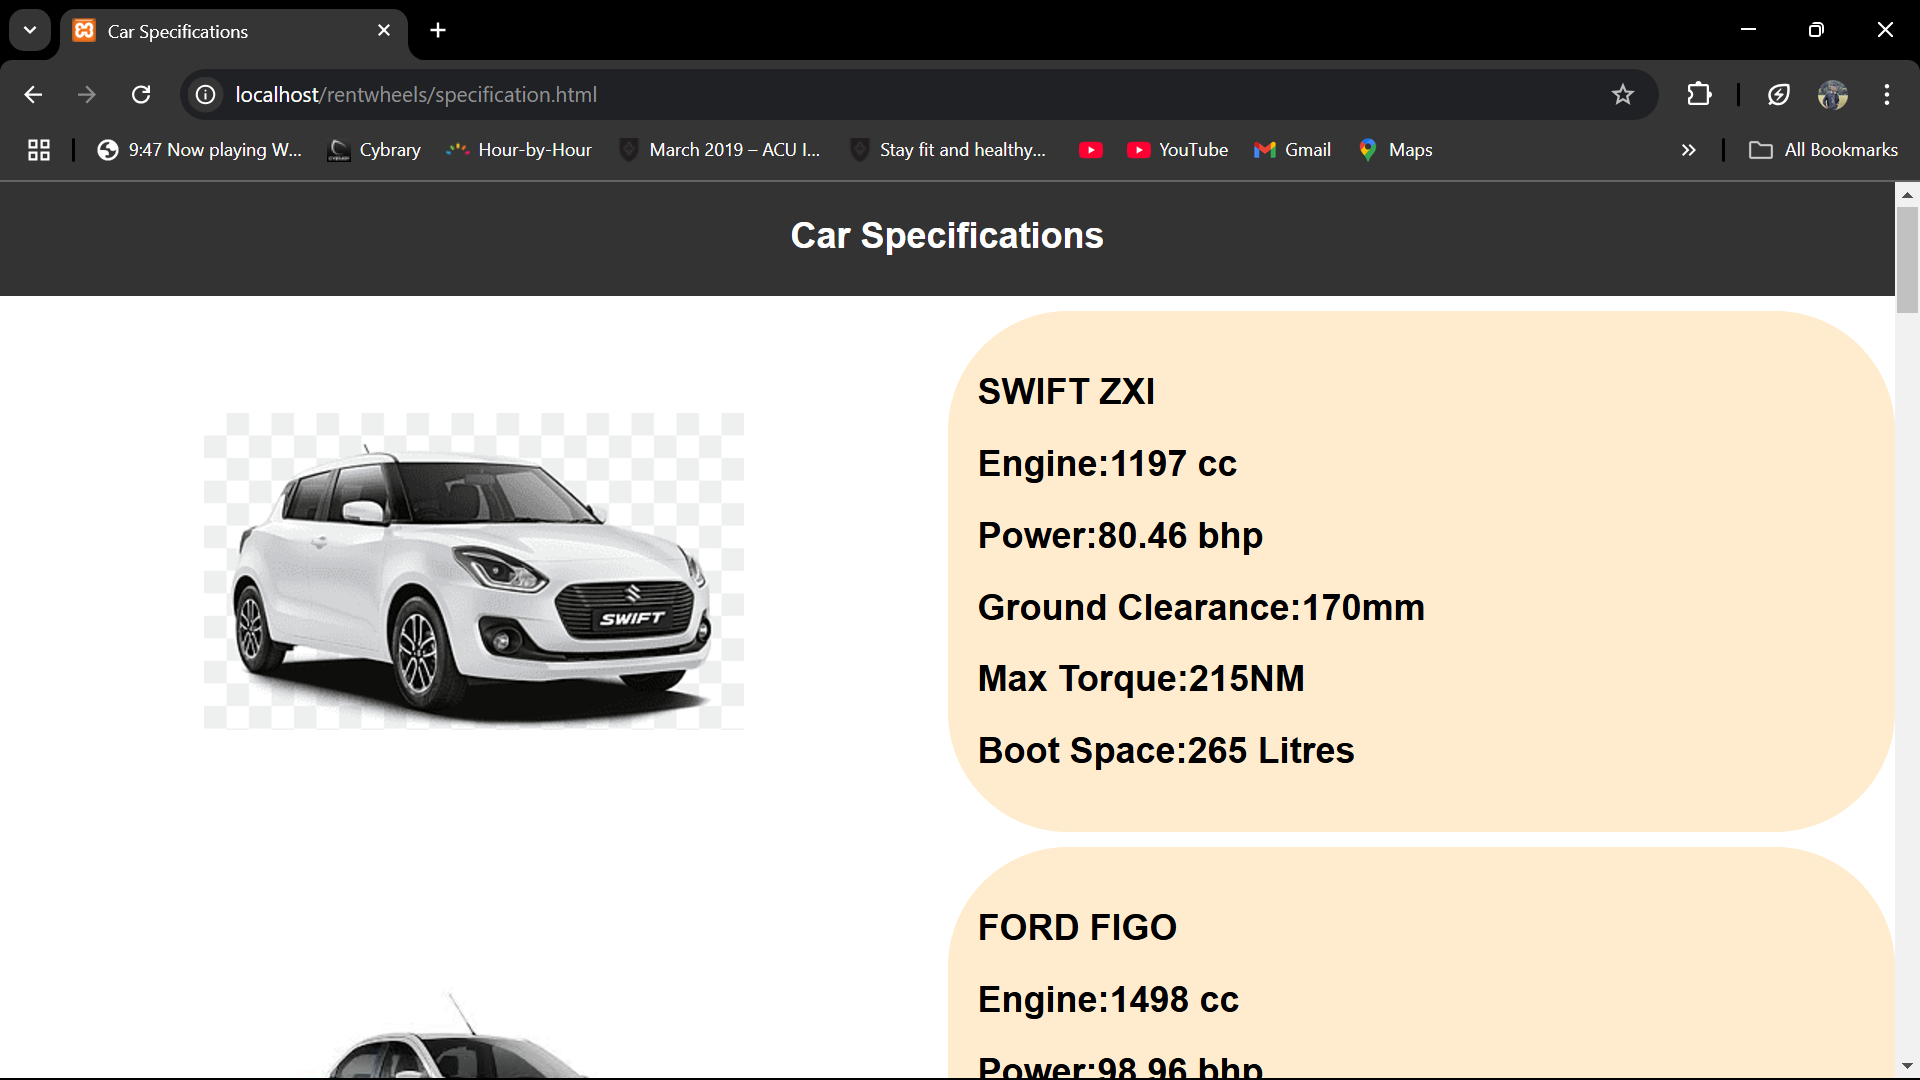 Car Specifications
localhost/rentwheels/specification.html
9:47 Now playing W...
Cybrary
Hour-by-Hour
March 2019 – ACU I...
Stay fit and healthy...
YouTube
Gmail
Maps
All Bookmarks
Car Specifications
SWIFT
SWIFT ZXI
Engine:1197 cc
Power:80.46 bhp
Ground Clearance:170mm
Max Torque:215NM
Boot Space:265 Litres
FORD FIGO
Engine:1498 cc
Power:98.96 bhp